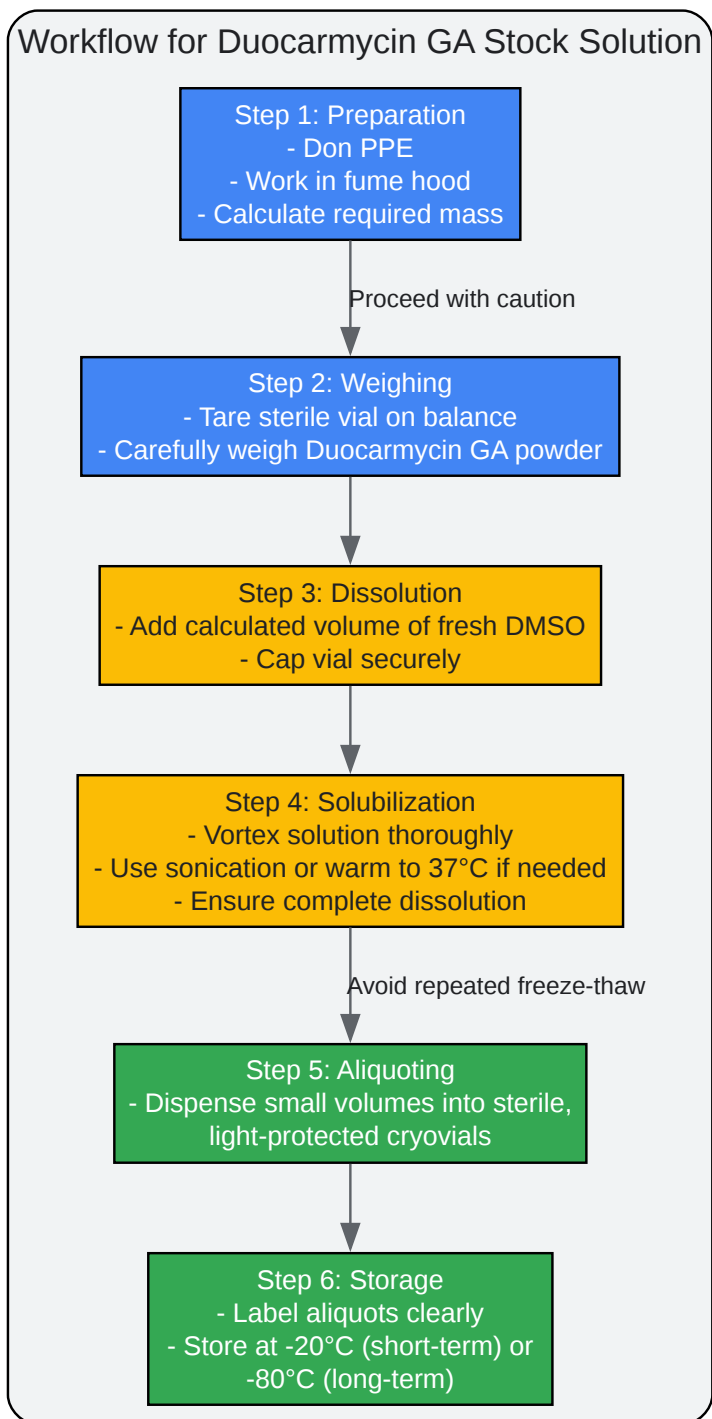 Workflow for Duocarmycin GA Stock Solution
Step 1: Preparation
- Don PPE
- Work in fume hood
- Calculate required mass
Proceed with caution
Step 2: Weighing
- Tare sterile vial on balance
- Carefully weigh Duocarmycin GA powder
Step 3: Dissolution
- Add calculated volume of fresh DMSO
- Cap vial securely
Step 4: Solubilization
- Vortex solution thoroughly
- Use sonication or warm to 37°C if needed
- Ensure complete dissolution
Avoid repeated freeze-thaw
Step 5: Aliquoting
- Dispense small volumes into sterile,
light-protected cryovials
Step 6: Storage
- Label aliquots clearly
- Store at -20°C (short-term) or
-80°C (long-term)